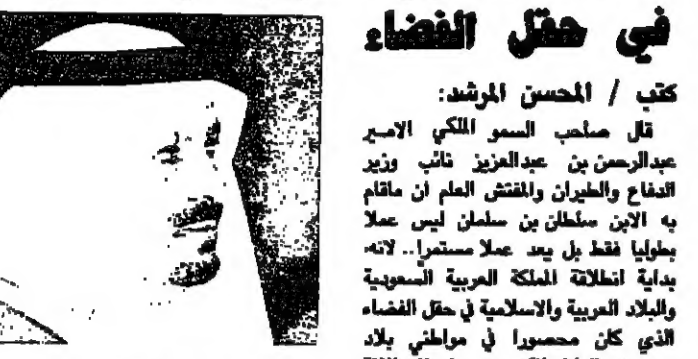 في حقل الفضاء
كتب / المحسن المرشد:
قال صاحب السمو الملكي الامير
عبدالرحمن بن عبدالعزيز نائب وزير
الدفاع والطيران والمفتش العام ان ماقام
به الابن سلطان بن سلمان ليس عملا
بطوليا فقط بل يعد عملا مستمرا.. لانه
بداية انطلاقة المملكة العربية السعودية
والبلاد العربية والاسلامية في حقل الفضاء
الذي كان محصورا في مواطني بلاد